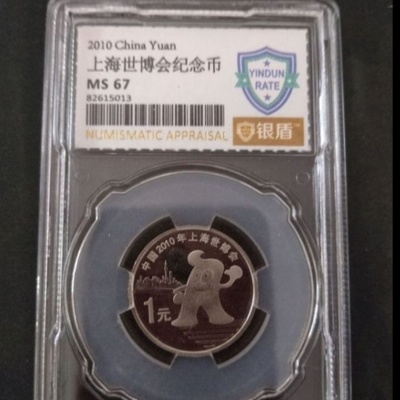 2010 China Yuan
上海世博会纪念币
MS 67
82615013
NUMISMATIC APPRAISAL
YINDUN
RATE
银盾
中国2010年上海世博会
1元